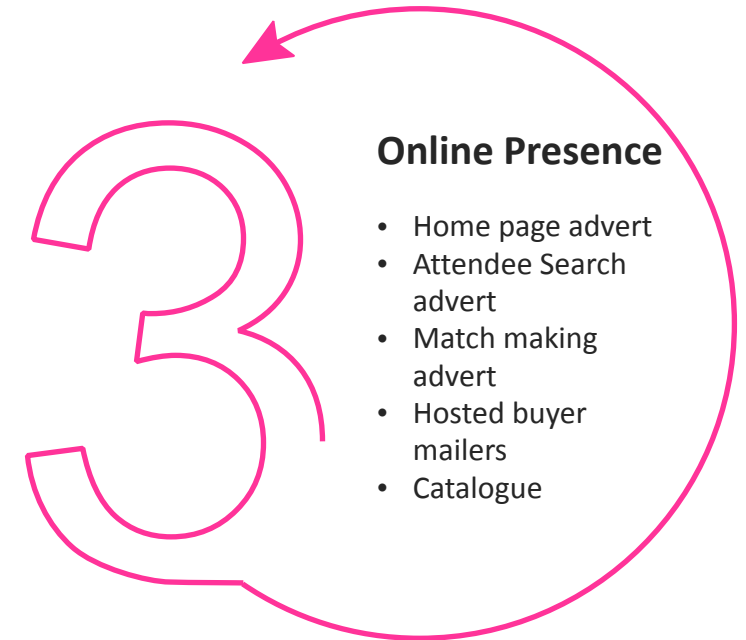 3
Online Presence
• Home page advert
• Attendee Search
advert
• Match making
advert
• Hosted buyer
mailers
• Catalogue